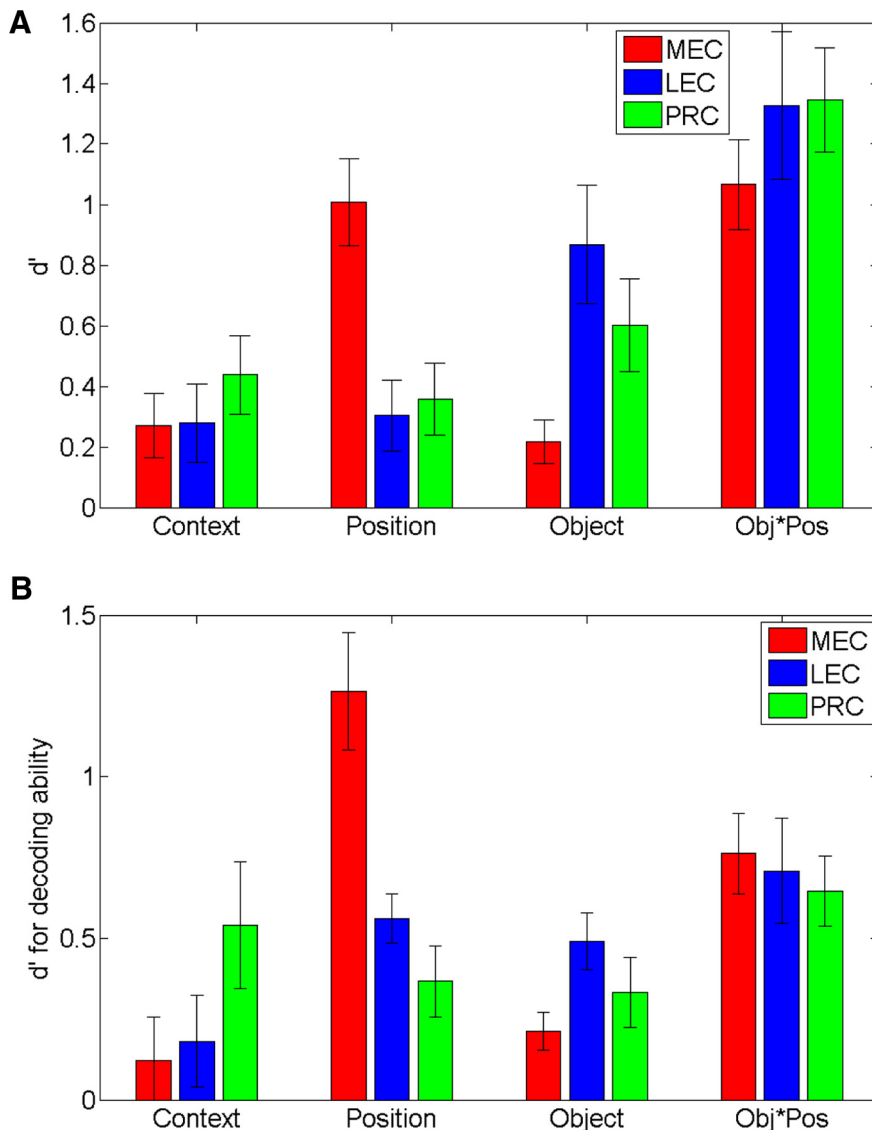 A
1.6
1.4
1.2
1
0.8
0.6
0.4
0.2
0
d'
MEC
LEC
PRC
Context Position Object Obj*Pos
B
1.5
1
0.5
0
d' for decoding ability
MEC
LEC
PRC
Context Position Object Obj*Pos